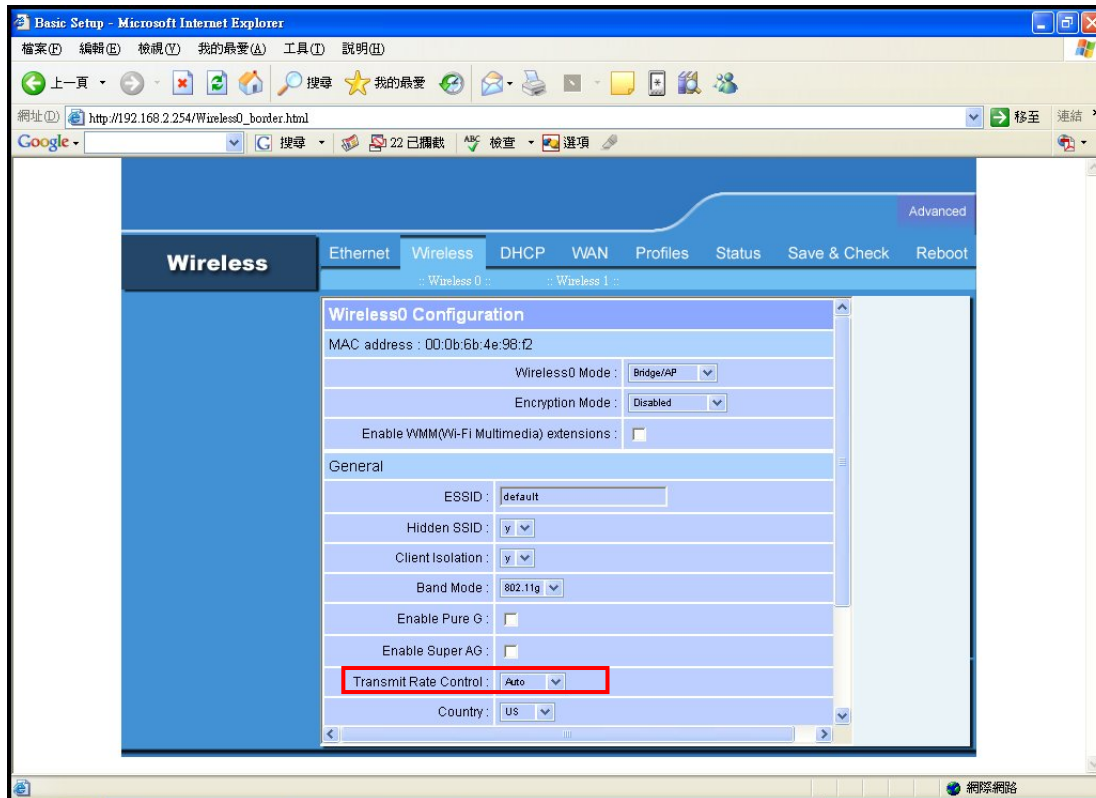 Basic Setup - Microsoft Internet Explorer
檔案(F) 編輯(E) 檢視(V) 我的最愛(A) 工具(T) 說明(H)
上一頁 搜尋 我的最愛
網址(D) http://192.168.2.254/Wireless0_border.html 移至 連結
Google 搜尋 22 已攔截 ABC 檢查 選項
Advanced
Wireless
Ethernet Wireless DHCP WAN Profiles Status Save & Check Reboot
:: Wireless 0 :: :: Wireless 1 ::
Wireless0 Configuration
MAC address : 00:0b:6b:4e:98:f2
Wireless0 Mode : Bridge/AP
Encryption Mode : Disabled
Enable WMM(Wi-Fi Multimedia) extensions :
General
ESSID : default
Hidden SSID : y
Client Isolation : y
Band Mode : 802.11g
Enable Pure G :
Enable Super AG :
Transmit Rate Control : Auto
Country : US
網際網路